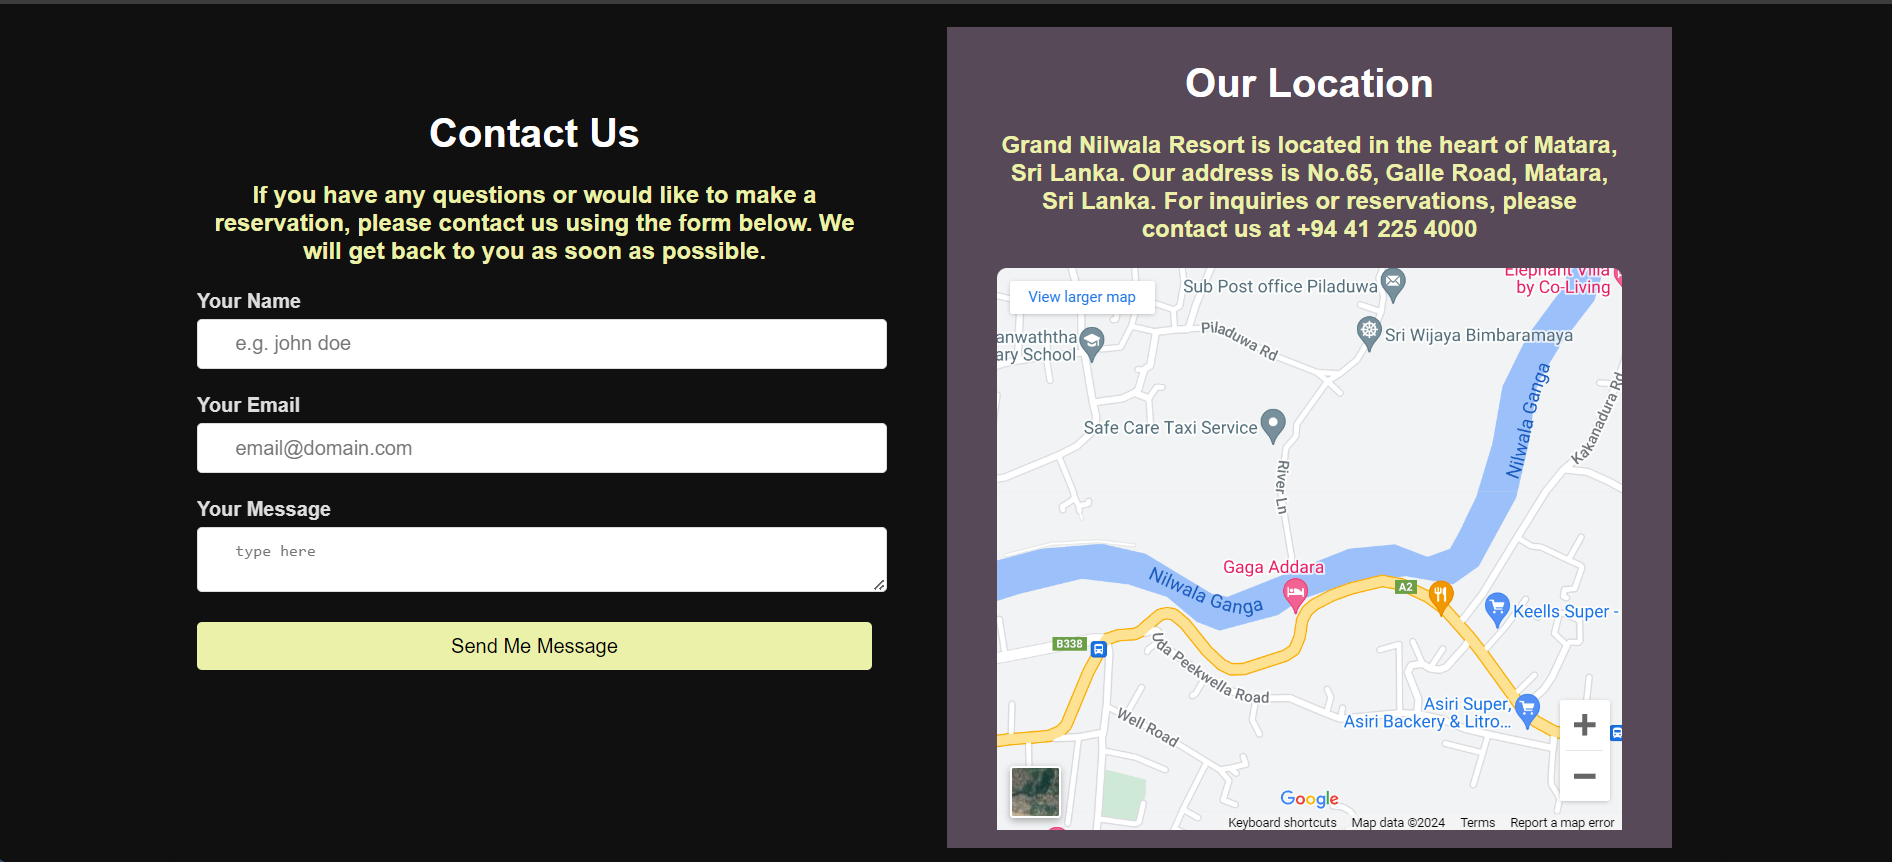 Contact Us
If you have any questions or would like to make a
reservation, please contact us using the form below. We
will get back to you as soon as possible.
Your Name
e.g. john doe
Your Email
email@domain.com
Your Message
type here
Send Me Message
Our Location
Grand Nilwala Resort is located in the heart of Matara,
Sri Lanka. Our address is No.65, Galle Road, Matara,
Sri Lanka. For inquiries or reservations, please
contact us at +94 41 225 4000
View larger map
Sub Post office Piladuwa
Elephant Villa
by Co-Living
Piladuwa Rd
anwaththa
ary School
Sri Wijaya Bimbaramaya
Nilwala Ganga
Kakanadura Rd
Safe Care Taxi Service
River Ln
Gaga Addara
Nilwala Ganga
A2
Keells Super -
B338
Uda Peekwella Road
Well Road
Asiri Super,
Asiri Backery & Litro...
+
−
Google
Keyboard shortcuts
Map data ©2024
Terms
Report a map error